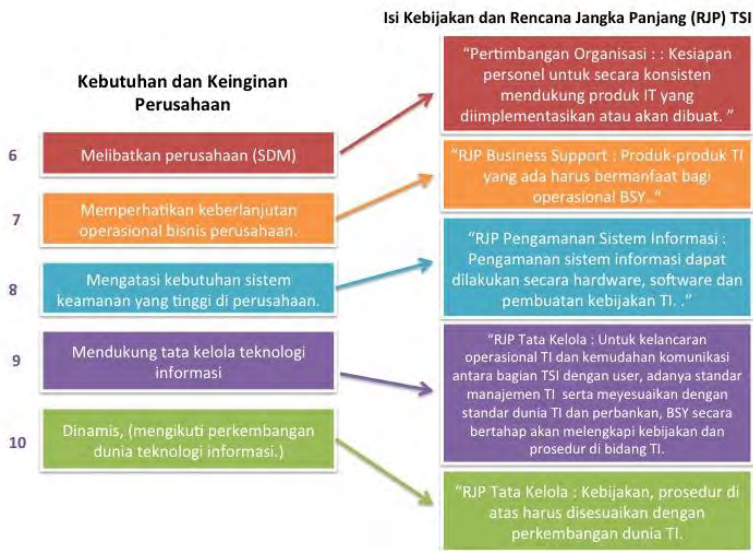 Isi Kebijakan dan Rencana Jangka Panjang (RJP) TSI
Kebutuhan dan Keinginan
Perusahaan
6
Melibatkan perusahaan (SDM)
"Pertimbangan Organisasi : : Kesiapan
personel untuk secara konsisten
mendukung produk IT yang
diimplementasikan atau akan dibuat. "
7
Memperhatikan keberlanjutan
operasional bisnis perusahaan.
"RJP Business Support : Produk-produk TI
yang ada harus bermanfaat bagi
operasional BSY. "
8
Mengatasi kebutuhan sistem
keamanan yang tinggi di perusahaan.
"RJP Pengamanan Sistem Informasi :
Pengamanan sistem informasi dapat
dilakukan secara hardware, software dan
pembuatan kebijakan TI. ."
9
Mendukung tata kelola teknologi
informasi
"RJP Tata Kelola : Untuk kelancaran
operasional TI dan kemudahan komunikasi
antara bagian TSI dengan user, adanya standar
manajemen TI serta meyesuaikan dengan
standar dunia TI dan perbankan, BSY secara
bertahap akan melengkapi kebijakan dan
prosedur di bidang TI.
10
Dinamis, (mengikuti perkembangan
dunia teknologi informasi.)
"RJP Tata Kelola : Kebijakan, prosedur di
atas harus disesuaikan dengan
perkembangan dunia TI.